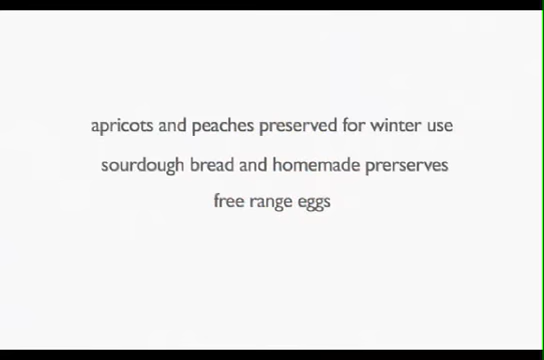 apricots and peaches preserved for winter use
sourdough bread and homemade prerserves
free range eggs